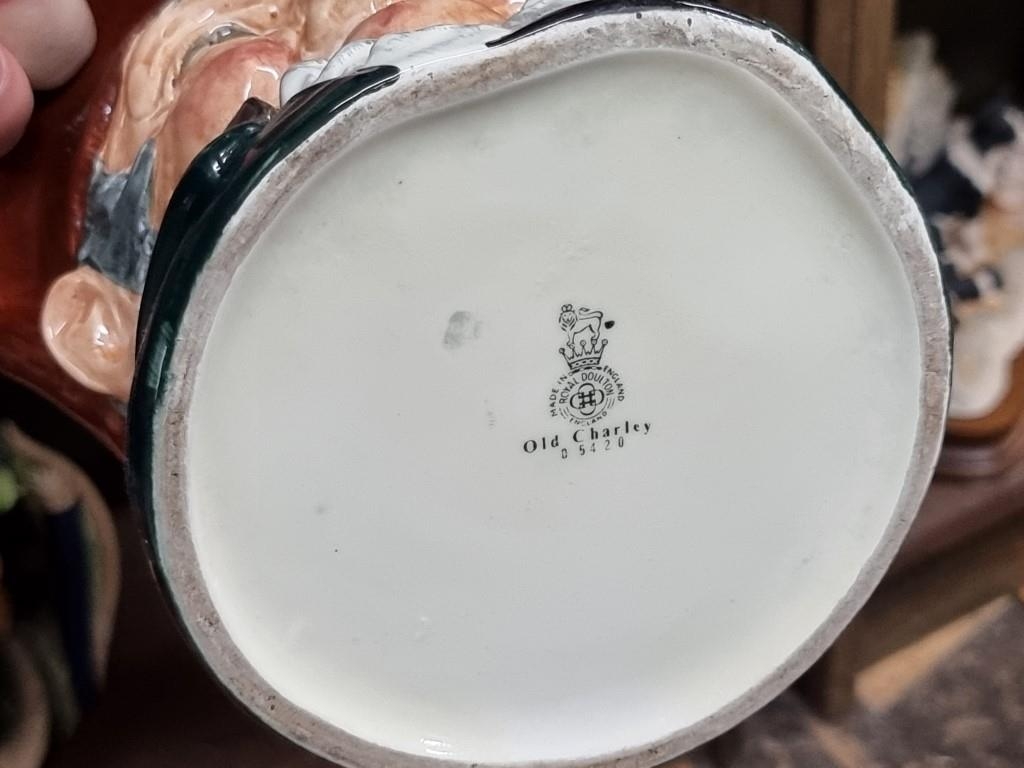 MADE IN ENGLAND
ROYAL DOULTON
ENGLAND
Old Charley
D 5420